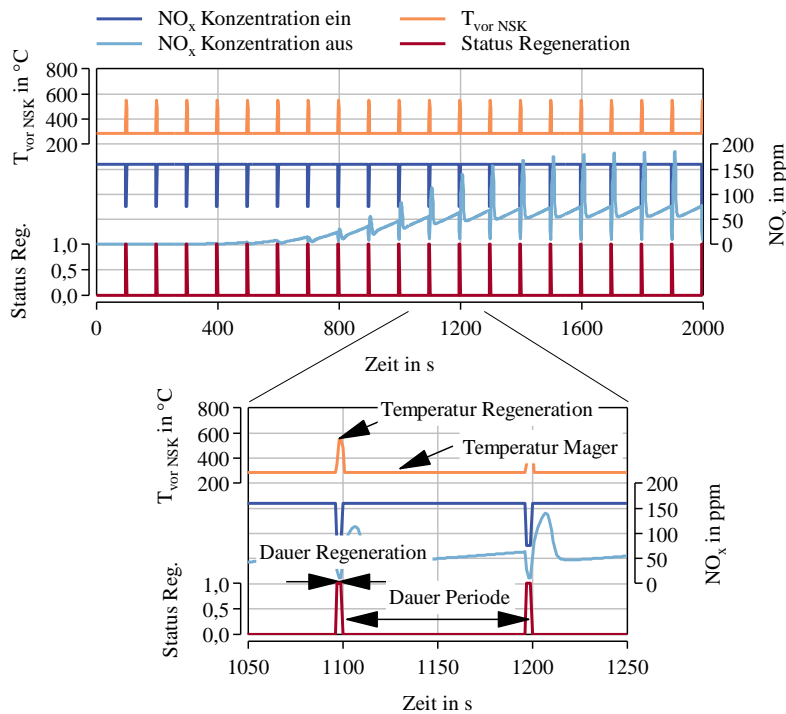 NOx Konzentration ein
NOx Konzentration aus
Tvor NSK
Status Regeneration
Tvor NSK in °C
800
600
400
200
Status Reg.
1,0
0,5
0,0
200
150
100
50
0
NOx in ppm
0
400
800
1200
1600
2000
Zeit in s
Tvor NSK in °C
800
600
400
200
Temperatur Regeneration
Temperatur Mager
200
150
100
50
0
NOx in ppm
Dauer Regeneration
Dauer Periode
Status Reg.
1,0
0,5
0,0
1050
1100
1150
1200
1250
Zeit in s